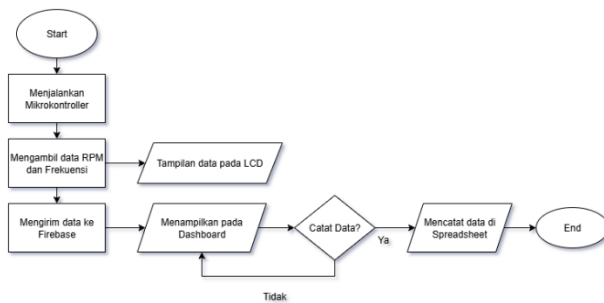 Start
Menjalankan
Mikrokontroller
Mengambil data RPM
dan Frekuensi
Tampilan data pada LCD
Mengirim data ke
Firebase
Menampilkan pada
Dashboard
Catat Data?
Ya
Mencatat data di
Spreadsheet
End
Tidak